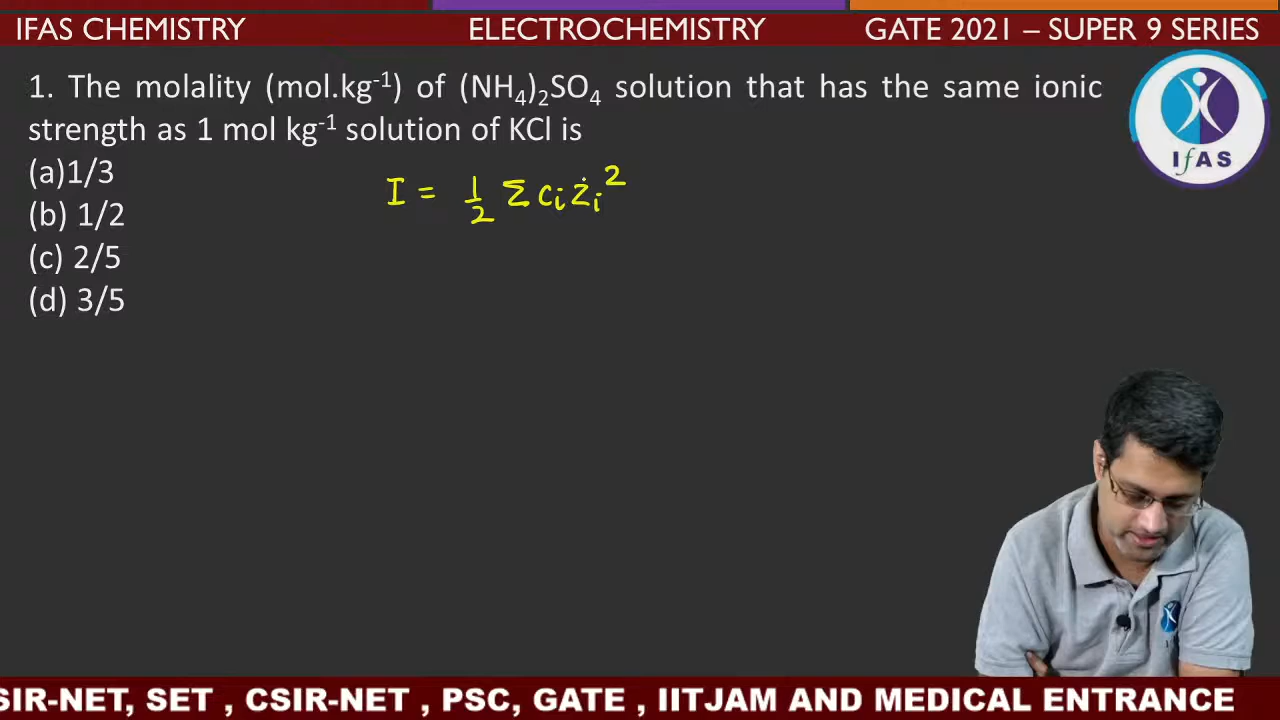 IFAS CHEMISTRY ELECTROCHEMISTRY GATE 2021 – SUPER 9 SERIES
1. The molality (mol.kg⁻¹) of (NH₄)₂SO₄ solution that has the same ionic
strength as 1 mol kg⁻¹ solution of KCl is
(a)1/3
(b) 1/2
(c) 2/5
(d) 3/5
I = 1/2 Σ cᵢ zᵢ²
IfAS
SIR-NET, SET , CSIR-NET , PSC, GATE , IITJAM AND MEDICAL ENTRANCE